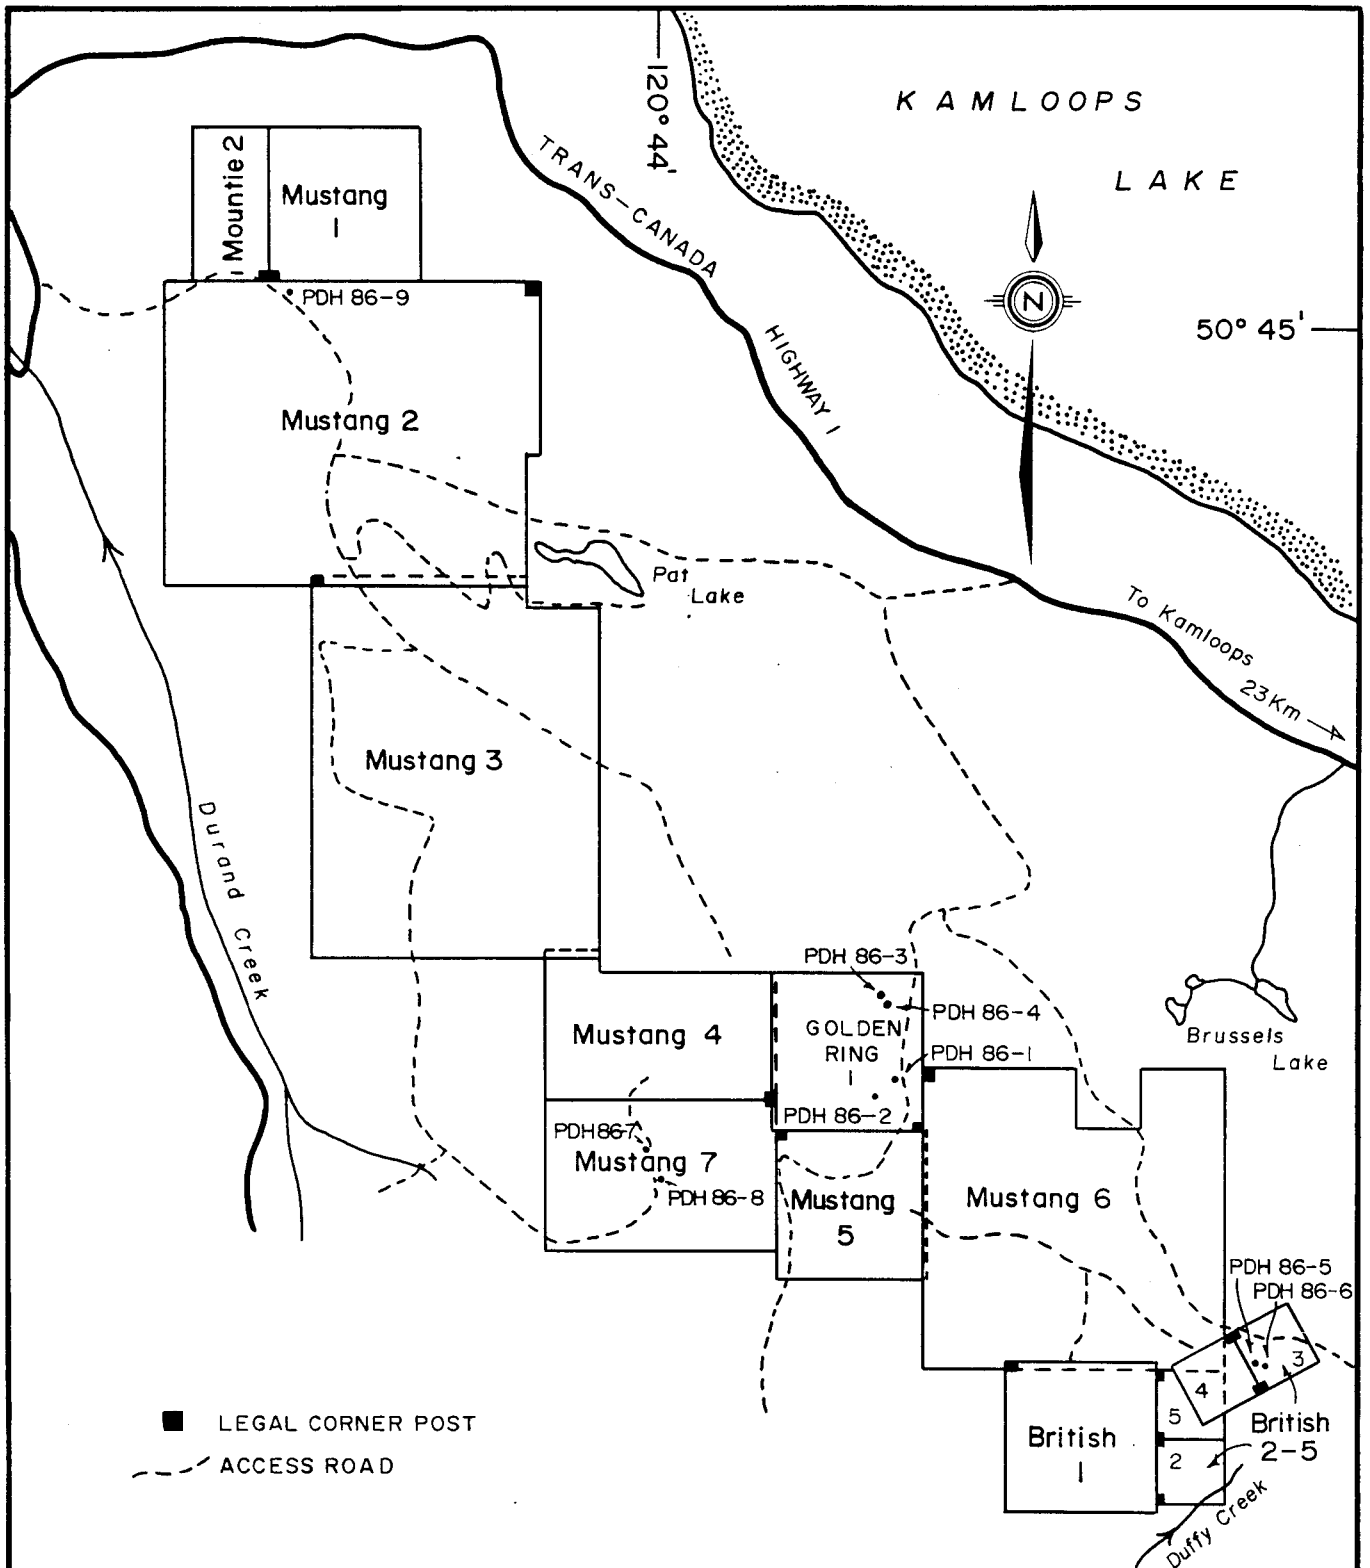 KAMLOOPS
LAKE
120° 44'
TRANS-CANADA
HIGHWAY 1
N
50° 45'
Mountie 2
Mustang
1
PDH 86-9
Mustang 2
Pat
Lake
To Kamloops
23Km
Mustang 3
Durand Creek
PDH 86-3
PDH 86-4
GOLDEN
RING
1
PDH 86-1
PDH 86-2
Mustang 4
Brussels
Lake
PDH 86-7
Mustang 7
PDH 86-8
Mustang
5
Mustang 6
PDH 86-5
PDH 86-6
3
4
5
2
British
2-5
British
1
Duffy Creek
LEGAL CORNER POST
ACCESS ROAD